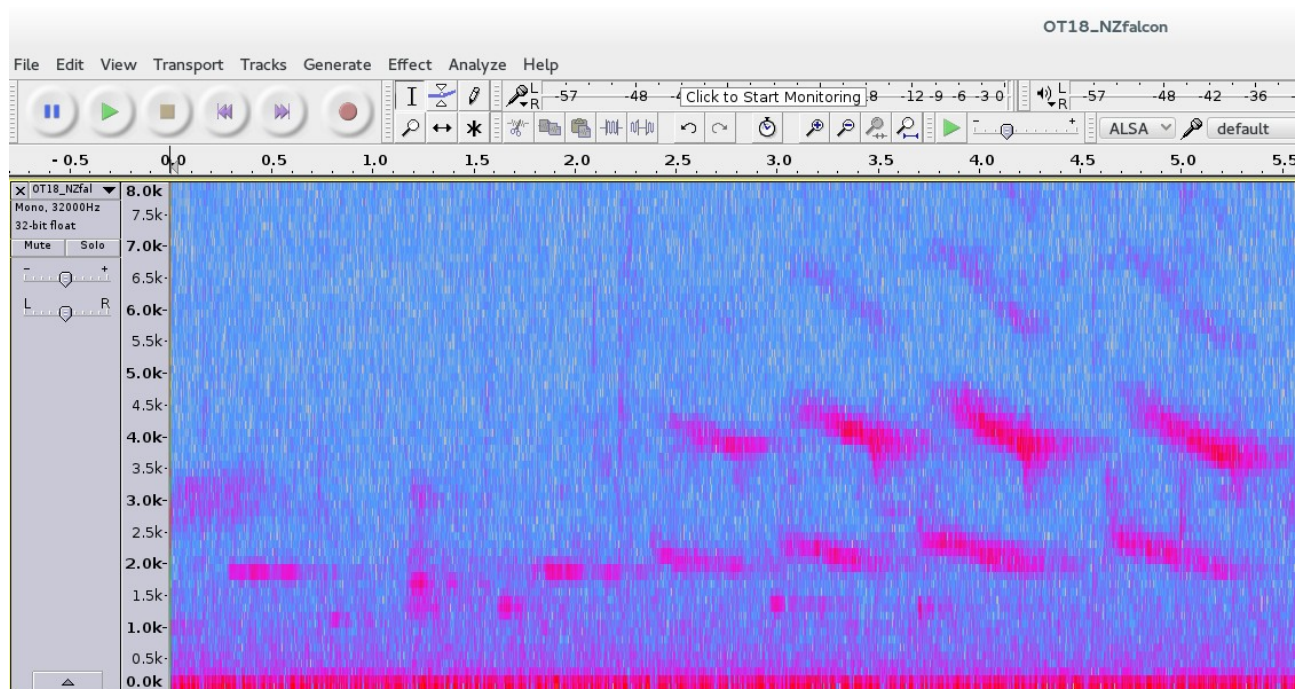 OT18_NZfalcon
File Edit View Transport Tracks Generate Effect Analyze Help
L R -57 -48 -4 Click to Start Monitoring 8 -12 -9 -6 -3 0 L R -57 -48 -42 -36
ALSA default
- 0.5 0.0 0.5 1.0 1.5 2.0 2.5 3.0 3.5 4.0 4.5 5.0 5.5
X OT18_NZfal
Mono, 32000Hz
32-bit float
Mute Solo
- +
L R
8.0k
7.5k
7.0k
6.5k
6.0k
5.5k
5.0k
4.5k
4.0k
3.5k
3.0k
2.5k
2.0k
1.5k
1.0k
0.5k
0.0k